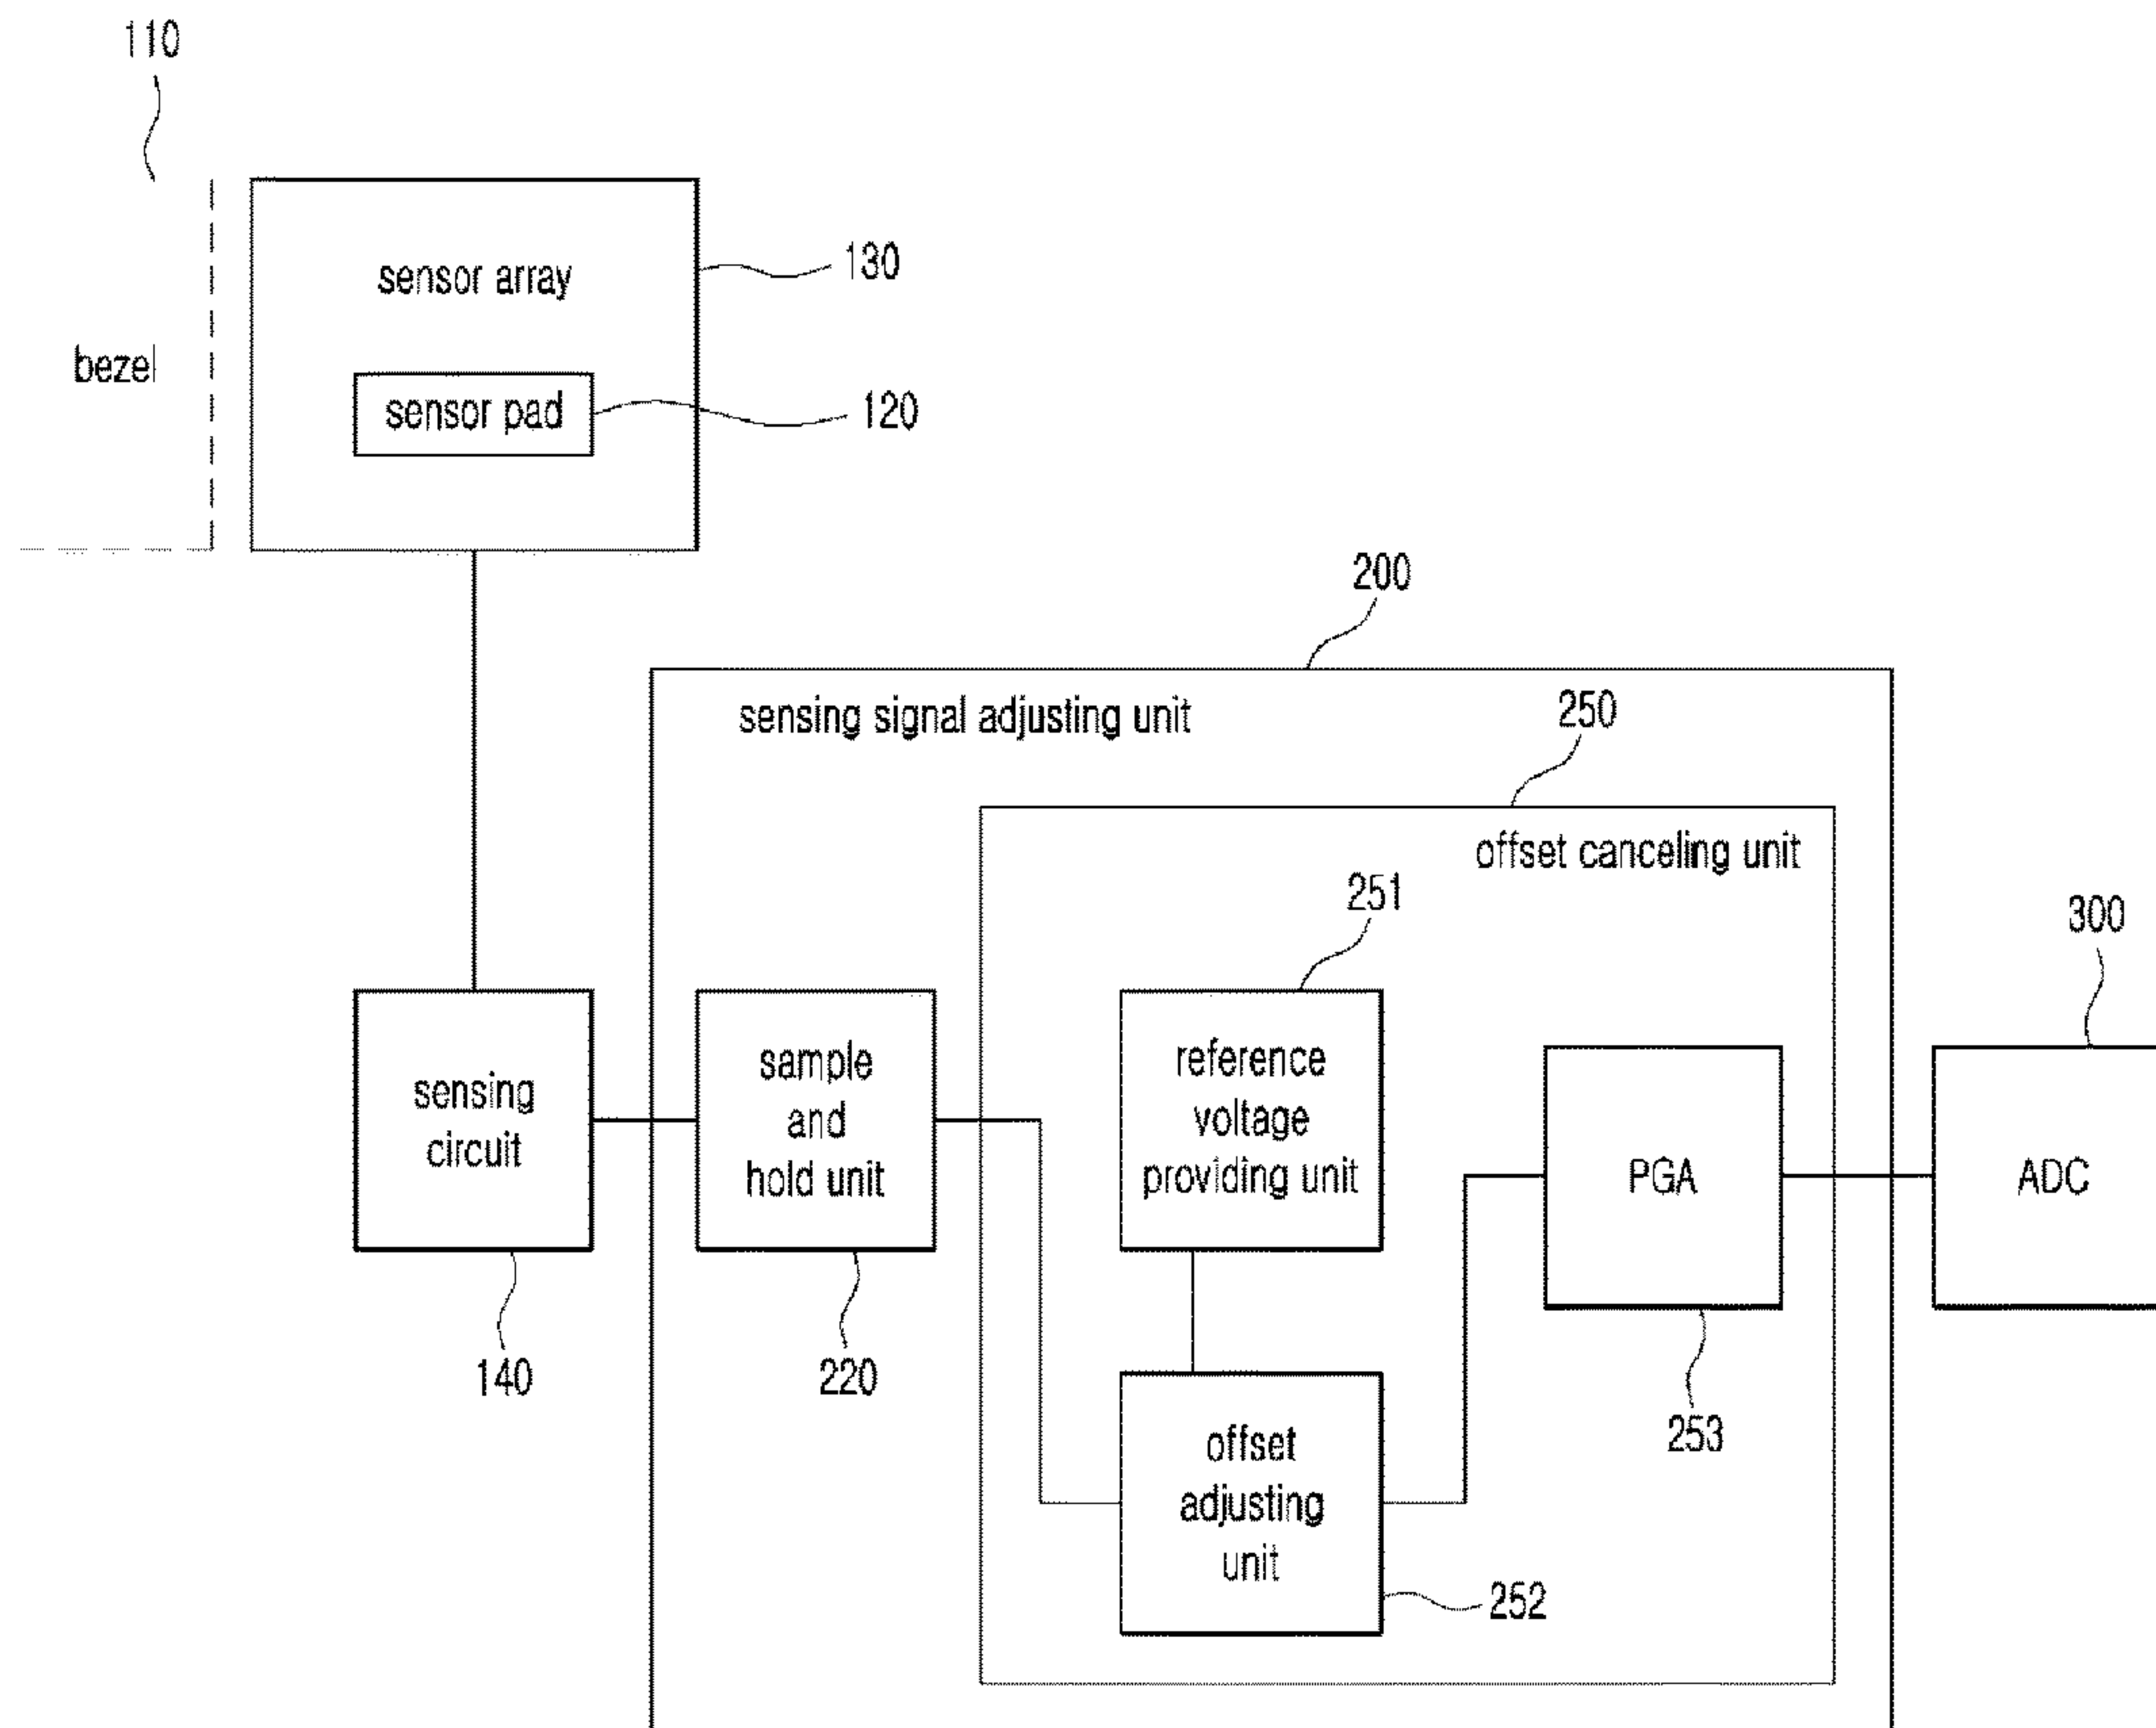 110
sensor array
130
bezel
sensor pad
120
200
sensing signal adjusting unit
250
offset canceling unit
251
300
sensing
circuit
sample
and
hold unit
reference
voltage
providing unit
PGA
ADC
140
220
253
offset
adjusting
unit
252